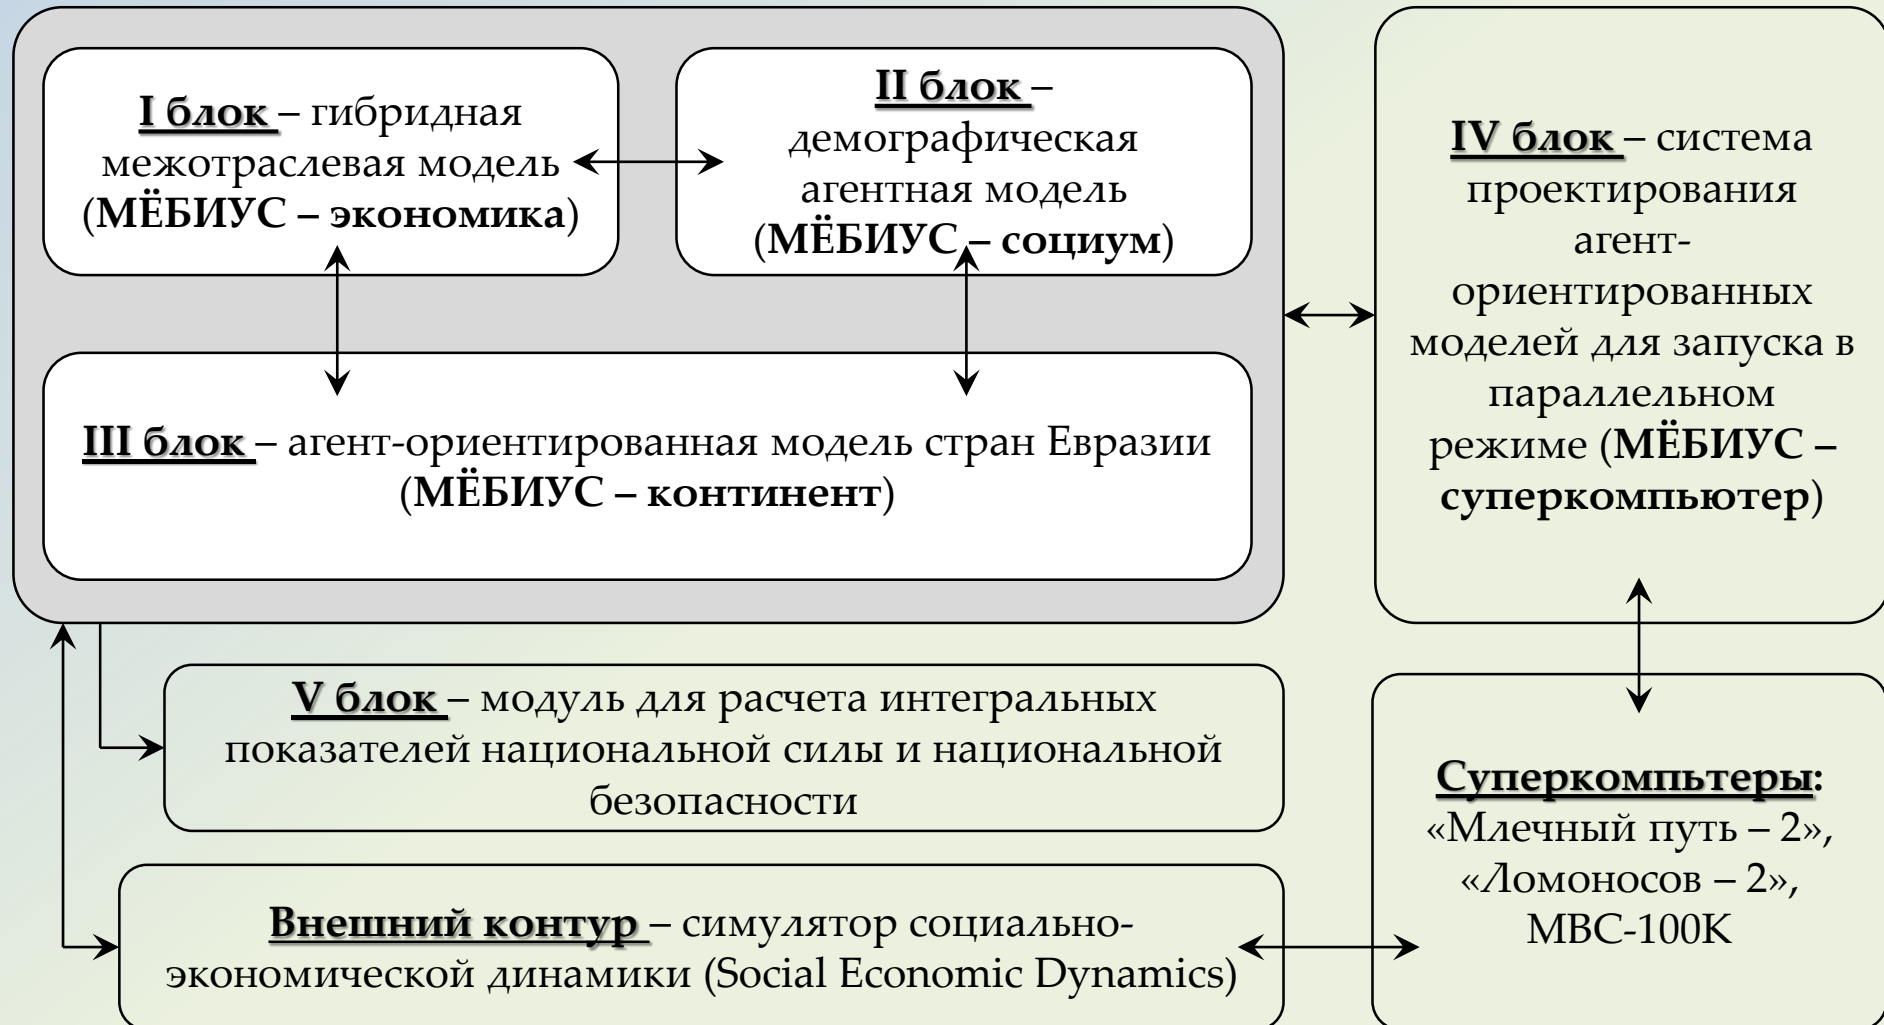 I блок – гибридная
межотраслевая модель
(МЁБИУС – экономика)
II блок –
демографическая
агентная модель
(МЁБИУС – социум)
III блок – агент-ориентированная модель стран Евразии
(МЁБИУС – континент)
IV блок – система
проектирования
агент-
ориентированных
моделей для запуска в
параллельном
режиме (МЁБИУС –
суперкомпьютер)
V блок – модуль для расчета интегральных
показателей национальной силы и национальной
безопасности
Внешний контур – симулятор социально-
экономической динамики (Social Economic Dynamics)
Суперкомпьтеры:
«Млечный путь – 2»,
«Ломоносов – 2»,
МВС-100К